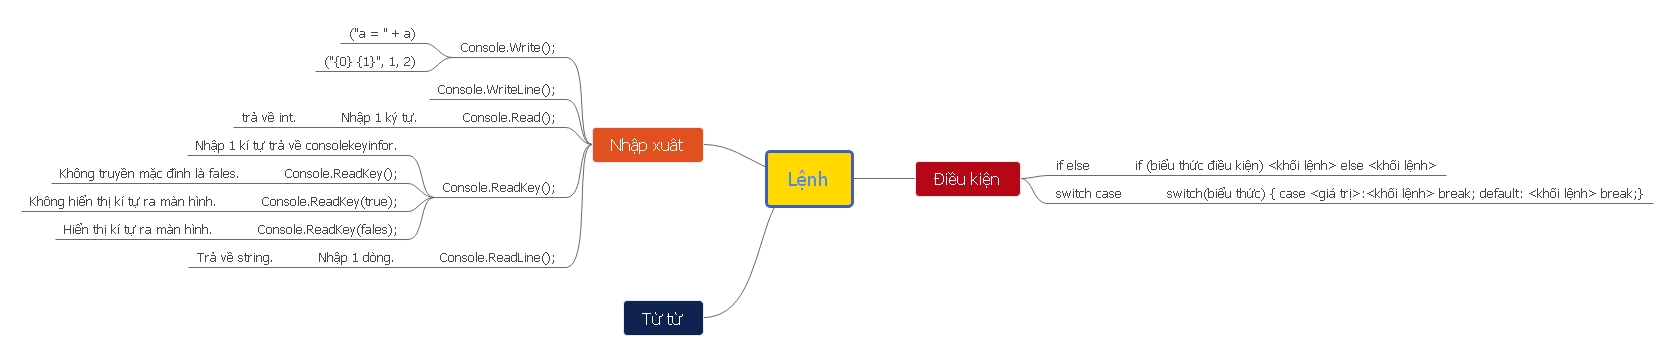 Lệnh
Nhập xuât
Console.Write();
("a = " + a)
("{0} {1}", 1, 2)
Console.WriteLine();
Console.Read();
Nhập 1 ký tự.
trả về int.
Console.ReadKey();
Nhập 1 kí tự trả về consolekeyinfor.
Console.ReadKey();
Không truyền mặc đinh là fales.
Console.ReadKey(true);
Không hiển thị kí tự ra màn hình.
Console.ReadKey(fales);
Hiển thị kí tự ra màn hình.
Console.ReadLine();
Nhập 1 dòng.
Trả về string.
Điều kiện
if else
if (biểu thức điều kiện) <khối lệnh> else <khối lệnh>
switch case
switch(biểu thức) { case <giá trị>:<khối lệnh> break; default: <khối lệnh> break;}
Từ từ